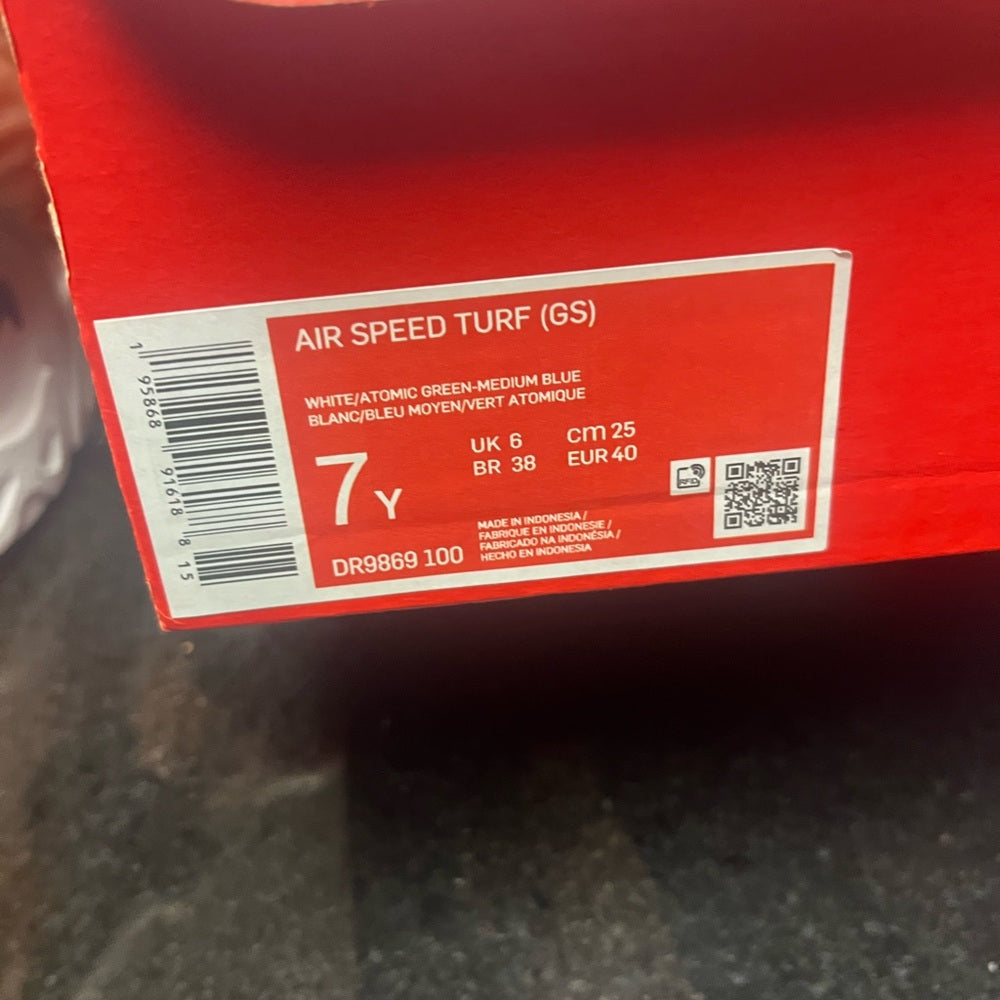 AIR SPEED TURF (GS)
WHITE/ATOMIC GREEN-MEDIUM BLUE
BLANC/BLEU MOYEN/VERT ATOMIQUE
7Y
UK 6 cm 25
BR 38 EUR 40
RFID
DR9869 100
MADE IN INDONESIA /
FABRIQUE EN INDONESIE /
FABRICADO NA INDONÉSIA /
HECHO EN INDONESIA
1 95868 91618 8 15